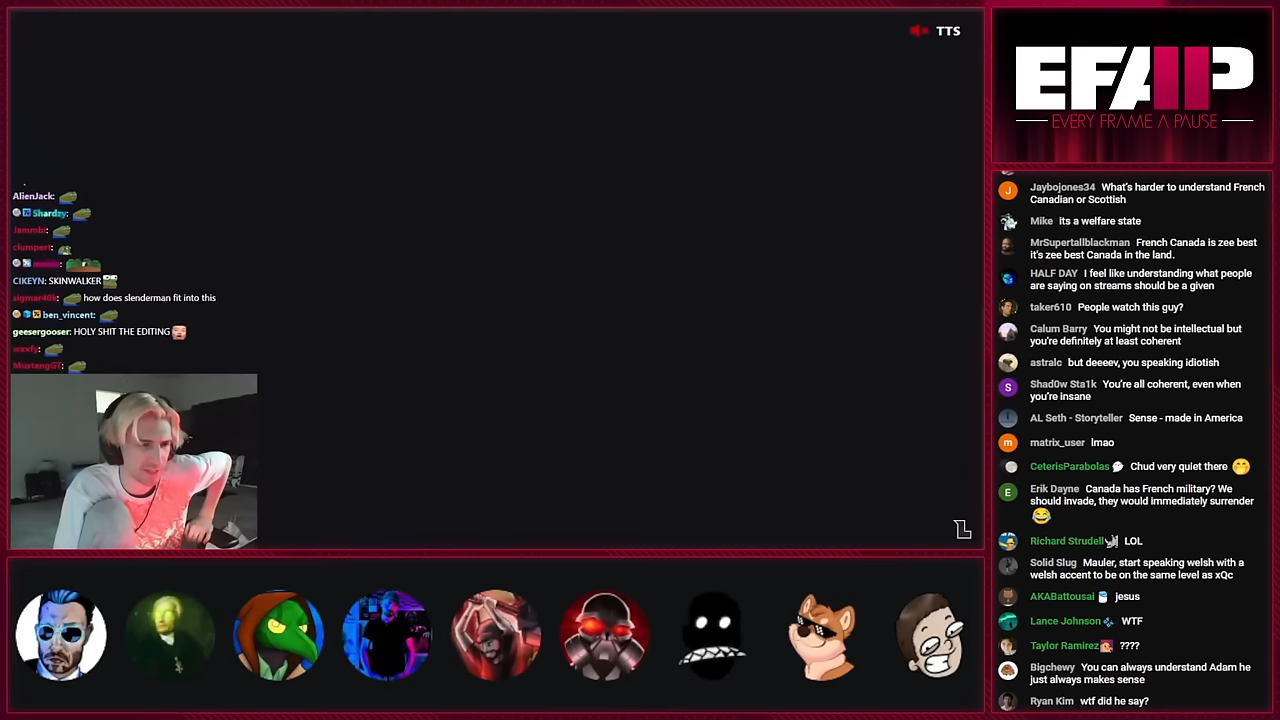 TTS
AlienJack:
Shardzy:
Jammbi:
clumpert:
CIKEYN: SKINWALKER
sigmar40k: how does slenderman fit into this
ben_vincent:
geesergooser: HOLY SHIT THE EDITING
waxfy:
MustangGT:
EFAP
EVERY FRAME A PAUSE
Jaybojones34 What's harder to understand French
Canadian or Scottish
Mike its a welfare state
MrSupertallblackman French Canada is zee best
it's zee best Canada in the land.
HALF DAY I feel like understanding what people
are saying on streams should be a given
taker610 People watch this guy?
Calum Barry You might not be intellectual but
you're definitely at least coherent
astralc but deeeev, you speaking idiotish
S
Shad0w Sta1k You're all coherent, even when
you're insane
AL Seth - Storyteller Sense - made in America
m
matrix_user lmao
CeterisParabolas Chud very quiet there
E
Erik Dayne Canada has French military? We
should invade, they would immediately surrender
Richard Strudell LOL
Solid Slug Mauler, start speaking welsh with a
welsh accent to be on the same level as xQc
AKABattousai jesus
Lance Johnson WTF
Taylor Ramirez ????
Bigchewy You can always understand Adam he
just always makes sense
Ryan Kim wtf did he say?